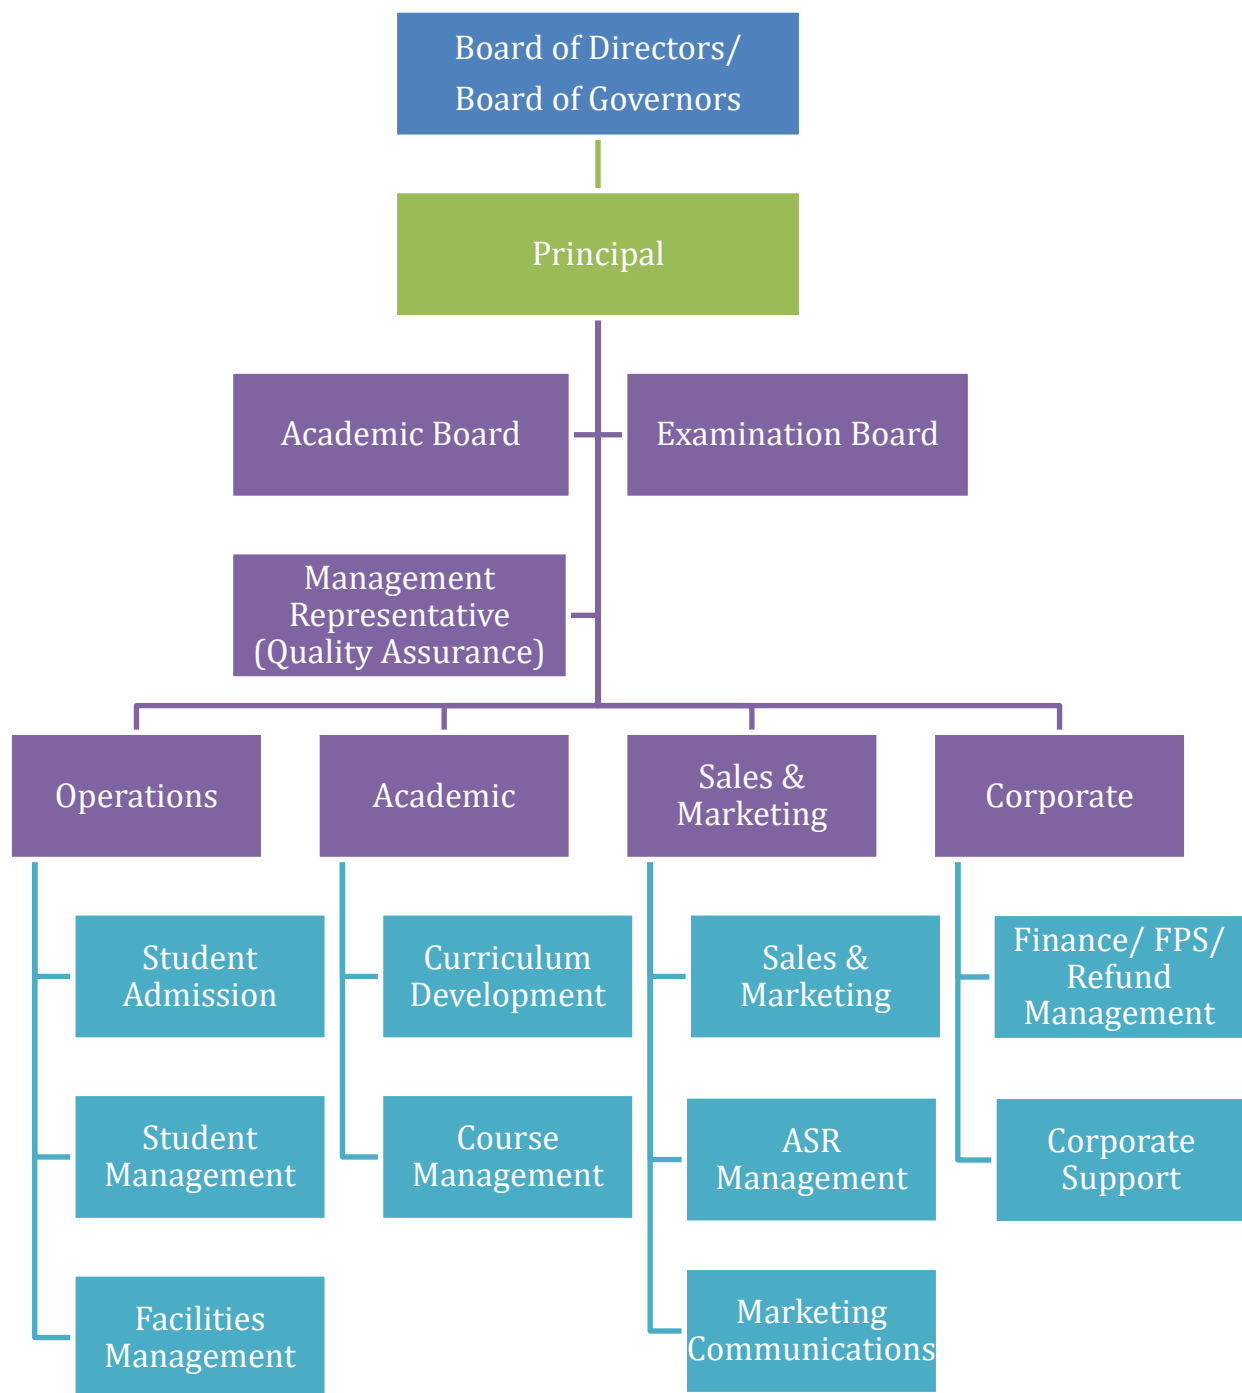 Board of Directors/
Board of Governors
Principal
Academic Board
Examination Board
Management
Representative
(Quality Assurance)
Operations
Academic
Sales &
Marketing
Corporate
Student
Admission
Curriculum
Development
Sales &
Marketing
Finance/ FPS/
Refund
Management
Student
Management
Course
Management
ASR
Management
Corporate
Support
Facilities
Management
Marketing
Communications